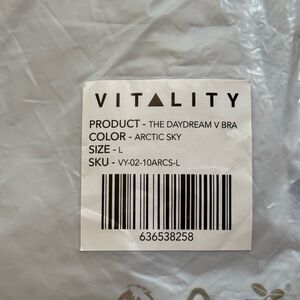 VITALITY
PRODUCT - THE DAYDREAM V BRA
COLOR - ARCTIC SKY
SIZE - L
SKU - VY-02-10ARCS-L
636538258